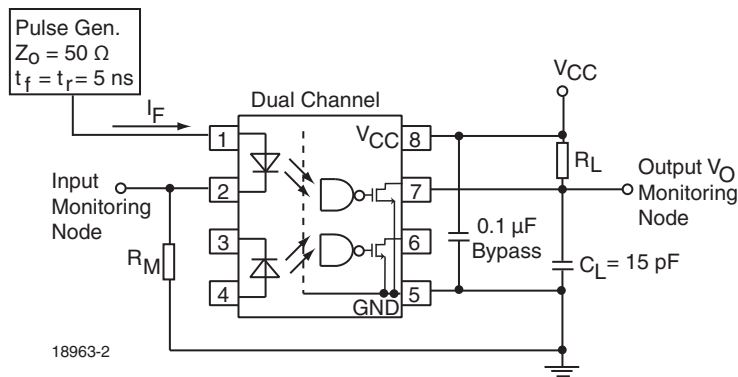 Pulse Gen.
Zo = 50 Ω
tf = tr = 5 ns
IF
Dual Channel
VCC
1
2
3
4
VCC
8
7
6
5
GND
RL
Input
Monitoring
Node
RM
0.1 µF
Bypass
Output VO
Monitoring
Node
CL = 15 pF
18963-2